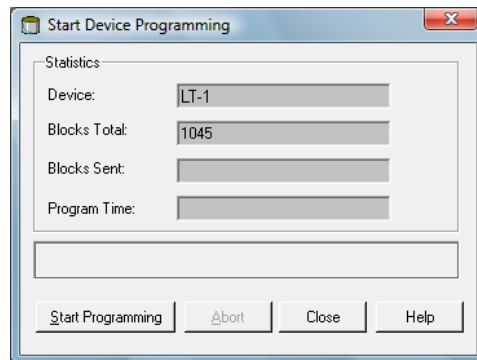 Start Device Programming
Statistics
Device: LT-1
Blocks Total: 1045
Blocks Sent:
Program Time:
Start Programming Abort Close Help